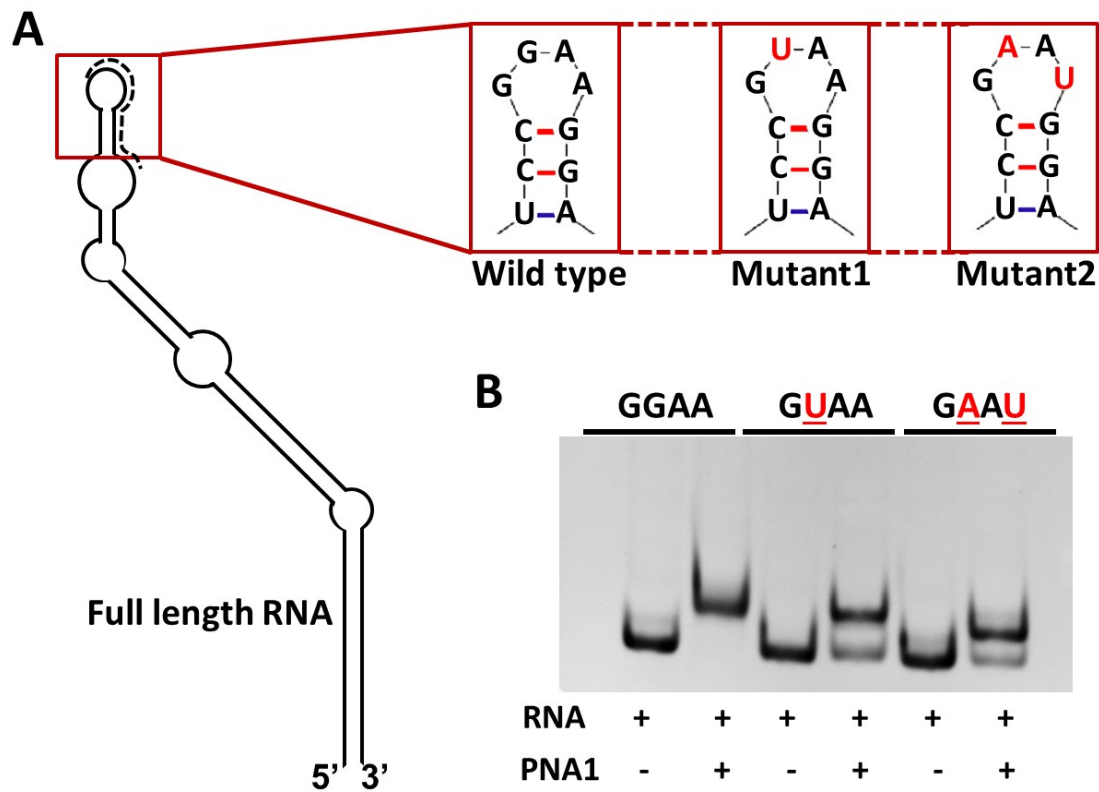 A
G-A
G A
C G
C G
U A
Wild type
U-A
G A
C G
C G
U A
Mutant1
A-A
G U
C G
C G
U A
Mutant2
B
GGAA GUAA GAAU
Full length RNA
5’ 3’
RNA + + + + + +
PNA1 - + - + - +